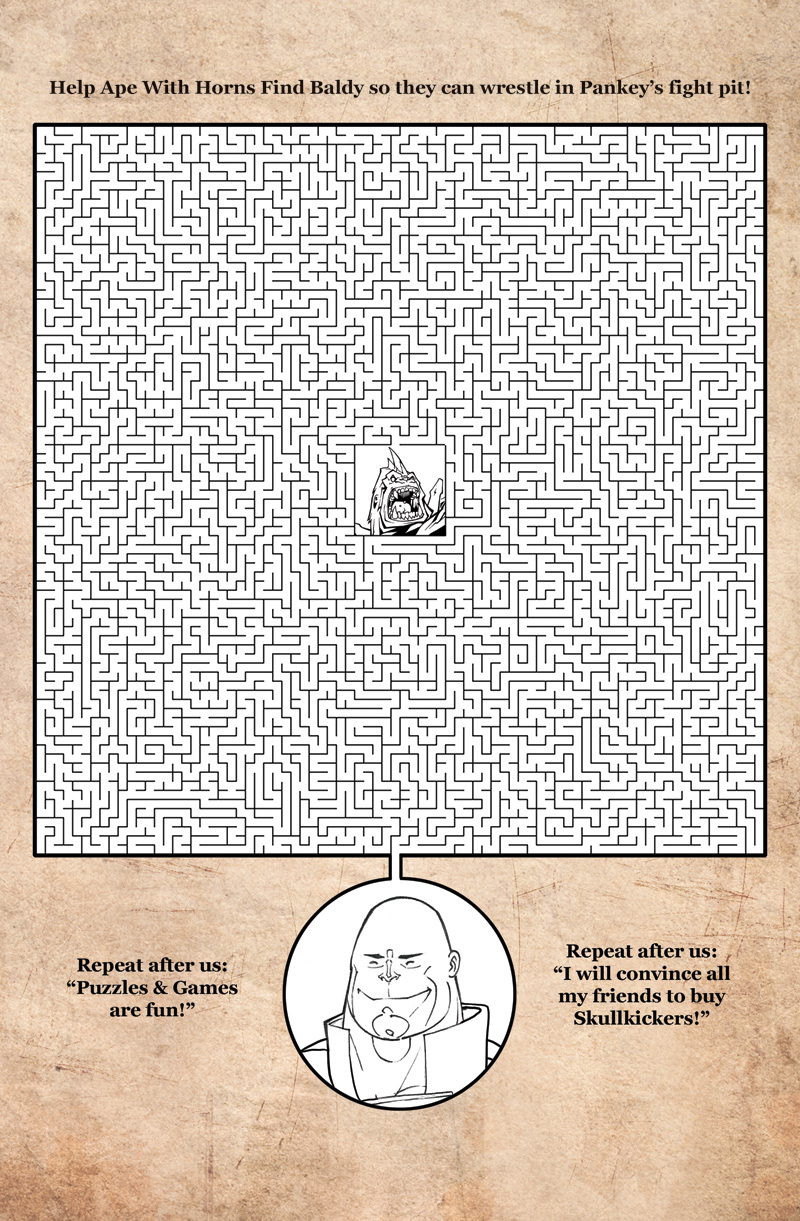 Help Ape With Horns Find Baldy so they can wrestle in Pankey’s fight pit!
Repeat after us:
“Puzzles & Games
are fun!”
Repeat after us:
“I will convince all
my friends to buy
Skullkickers!”